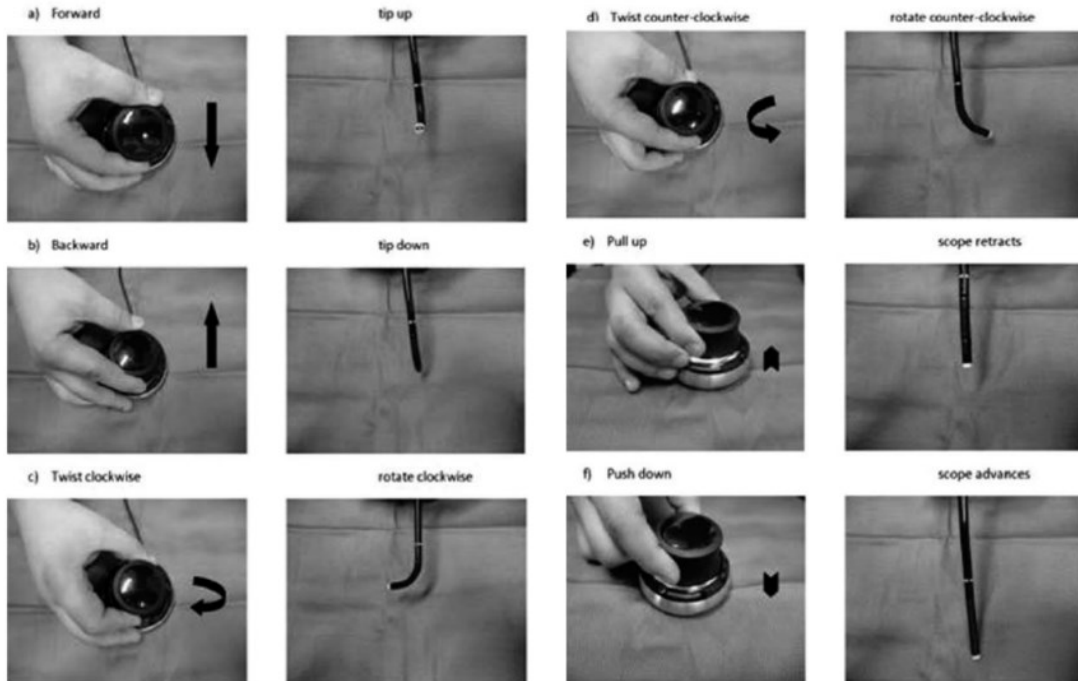 a) Forward
tip up
b) Backward
tip down
c) Twist clockwise
rotate clockwise
d) Twist counter-clockwise
rotate counter-clockwise
e) Pull up
scope retracts
f) Push down
scope advances